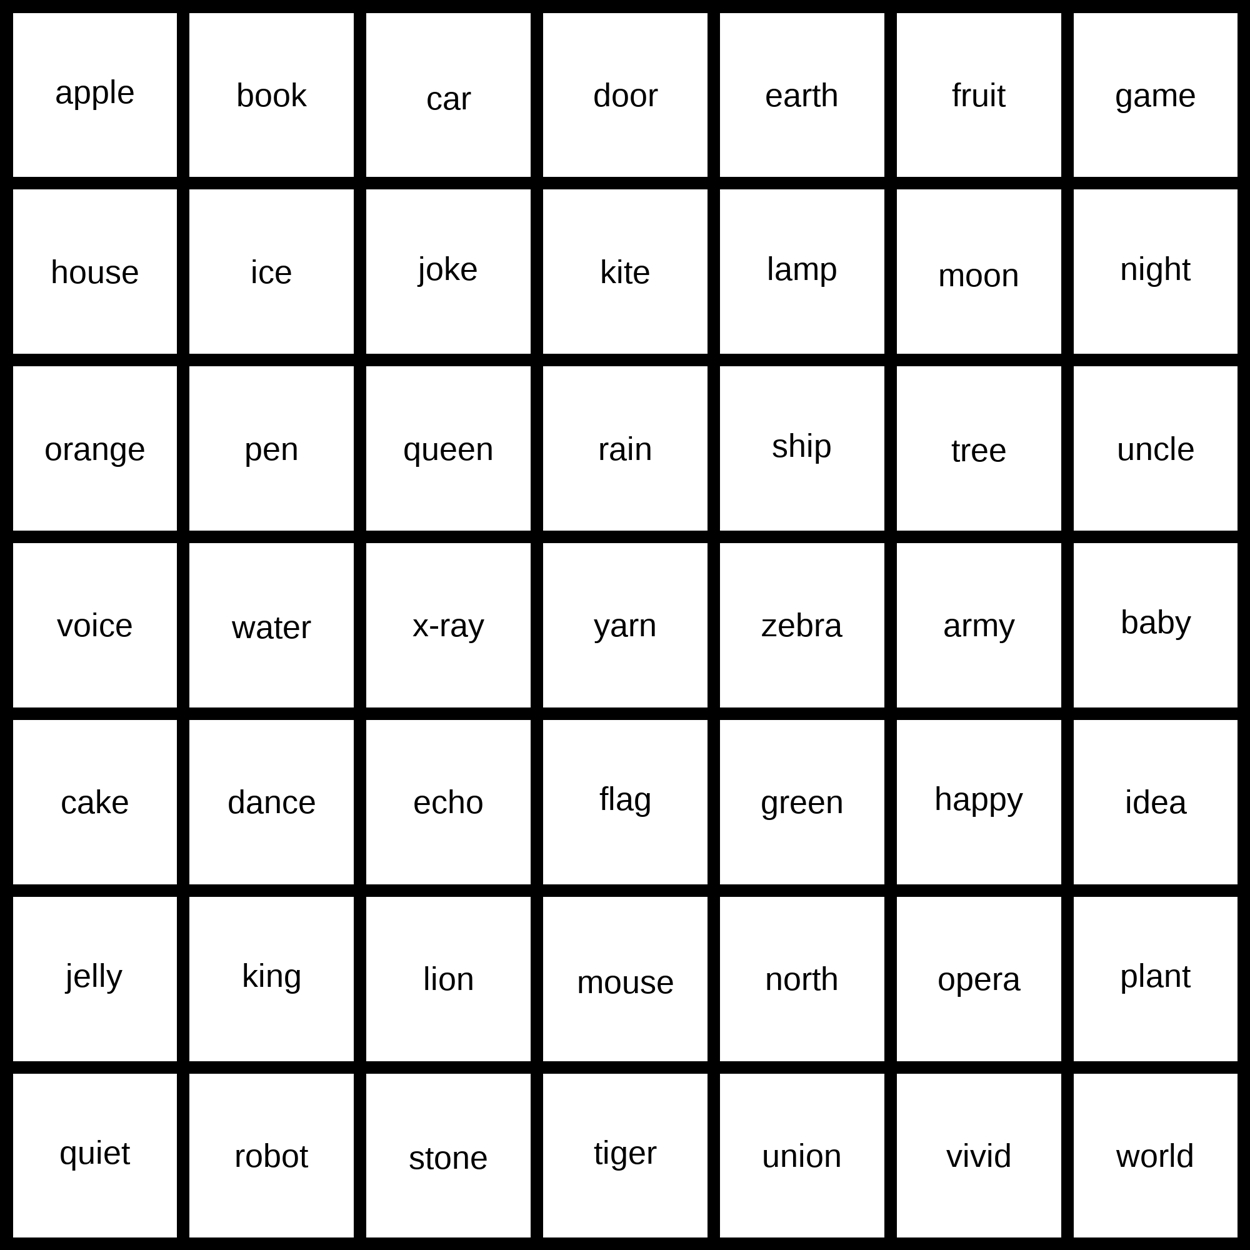 apple book car door earth fruit game
house ice joke kite lamp moon night
orange pen queen rain ship tree uncle
voice water x-ray yarn zebra army baby
cake dance echo flag green happy idea
jelly king lion mouse north opera plant
quiet robot stone tiger union vivid world